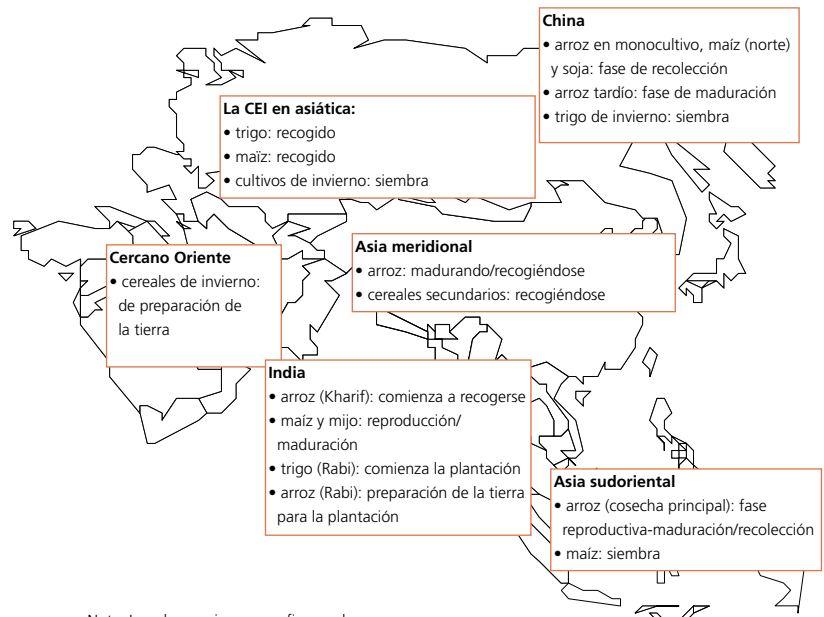 China
• arroz en monocultivo, maíz (norte)
y soja: fase de recolección
• arroz tardío: fase de maduración
• trigo de invierno: siembra
La CEI en asiática:
• trigo: recogido
• maïz: recogido
• cultivos de invierno: siembra
Cercano Oriente
• cereales de invierno:
de preparación de
la tierra
Asia meridional
• arroz: madurando/recogiéndose
• cereales secundarios: recogiéndose
India
• arroz (Kharif): comienza a recogerse
• maíz y mijo: reproducción/
maduración
• trigo (Rabi): comienza la plantación
• arroz (Rabi): preparación de la tierra
para la plantación
Asia sudoriental
• arroz (cosecha principal): fase
reproductiva-maduración/recolección
• maíz: siembra